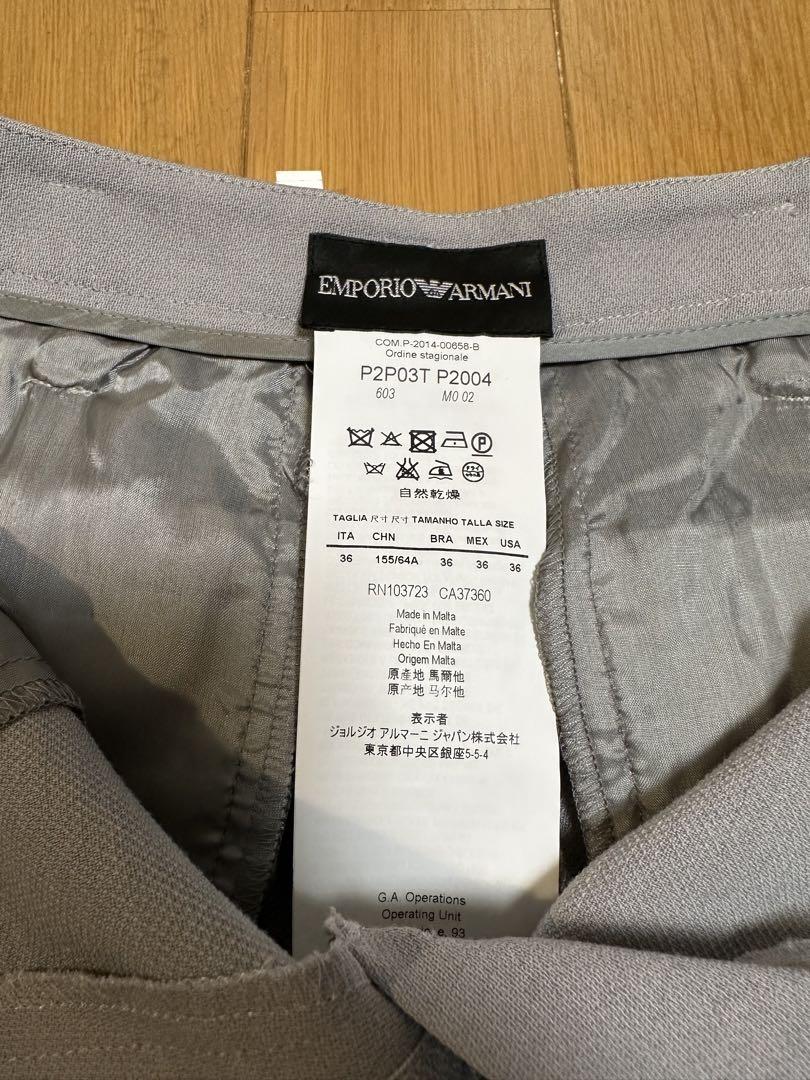 EMPORIO ARMANI
COM.P-2014-00658-B
Ordine stagionale
P2P03T P2004
603 M0 02
P
自然乾燥
TAGLIA 尺寸 尺寸 TAMANHO TALLA SIZE
ITA CHN BRA MEX USA
36 155/64A 36 36 36
RN103723 CA37360
Made in Malta
Fabriqué en Malte
Hecho En Malta
Origem Malta
原產地 馬爾他
原产地 马尔他
表示者
ジョルジオ アルマーニ ジャパン株式会社
東京都中央区銀座5-5-4
G.A. Operations
Operating Unit
93